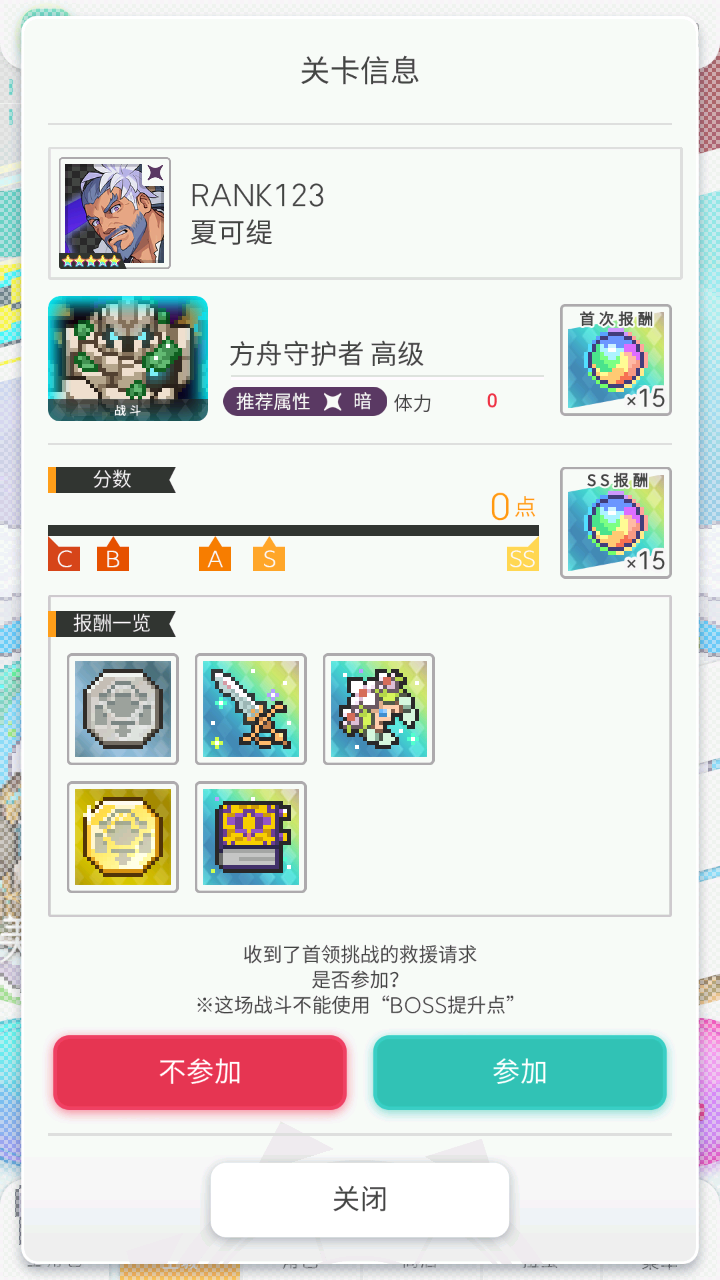 关卡信息
RANK123
夏可缇
方舟守护者 高级
战斗
推荐属性 暗 体力 0
首次报酬
×15
分数
0点
C B A S SS
SS报酬
×15
报酬一览
收到了首领挑战的救援请求
是否参加?
※这场战斗不能使用“BOSS提升点”
不参加 参加
关闭